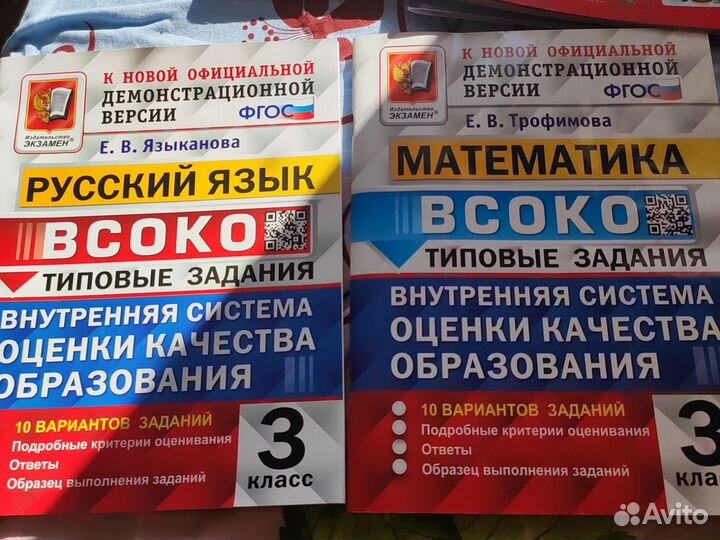 К НОВОЙ ОФИЦИАЛЬНОЙ
ДЕМОНСТРАЦИОННОЙ
ВЕРСИИ
ФГОС
Издательство
ЭКЗАМЕН®
Е. В. Языканова
РУССКИЙ ЯЗЫК
ВСОКО
ТИПОВЫЕ ЗАДАНИЯ
ВНУТРЕННЯЯ СИСТЕМА
ОЦЕНКИ КАЧЕСТВА
ОБРАЗОВАНИЯ
10 ВАРИАНТОВ ЗАДАНИЙ
Подробные критерии оценивания
Ответы
Образец выполнения заданий
3
класс
К НОВОЙ ОФИЦИАЛЬНОЙ
ДЕМОНСТРАЦИОННОЙ
ВЕРСИИ
ФГОС
Издательство
ЭКЗАМЕН®
Е. В. Трофимова
МАТЕМАТИКА
ВСОКО
ТИПОВЫЕ ЗАДАНИЯ
ВНУТРЕННЯЯ СИСТЕМА
ОЦЕНКИ КАЧЕСТВА
ОБРАЗОВАНИЯ
10 ВАРИАНТОВ ЗАДАНИЙ
Подробные критерии оценивания
Ответы
Образец выполнения заданий
3
класс
Avito